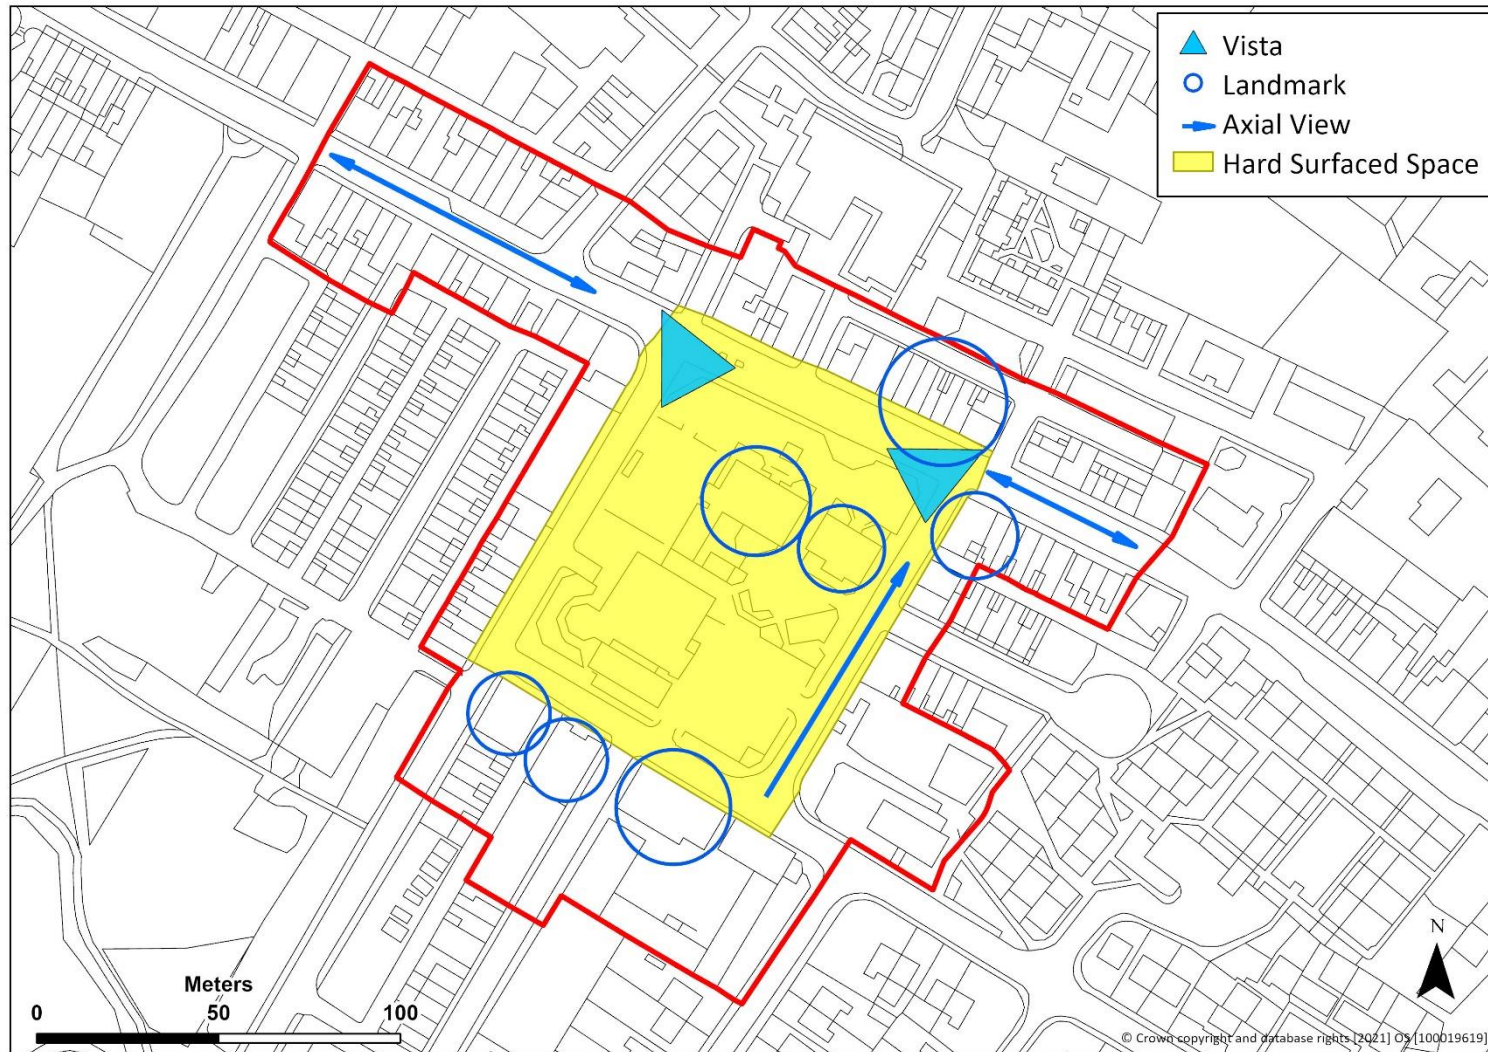 Vista
Landmark
Axial View
Hard Surfaced Space
N
Meters
0 50 100
© Crown copyright and database rights [2021] OS [100019619]